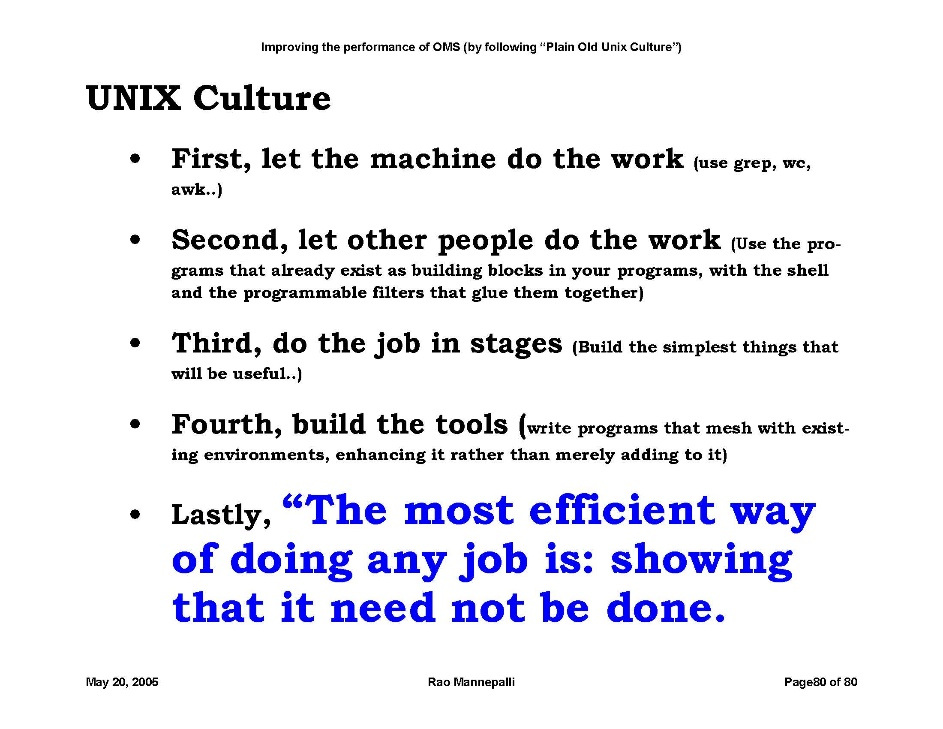 Improving the performance of OMS (by following “Plain Old Unix Culture”)
UNIX Culture
• First, let the machine do the work (use grep, wc,
awk..)
• Second, let other people do the work (Use the pro-
grams that already exist as building blocks in your programs, with the shell
and the programmable filters that glue them together)
• Third, do the job in stages (Build the simplest things that
will be useful..)
• Fourth, build the tools (write programs that mesh with exist-
ing environments, enhancing it rather than merely adding to it)
• Lastly, “The most efficient way
of doing any job is: showing
that it need not be done.
May 20, 2005 Rao Mannepalli Page80 of 80